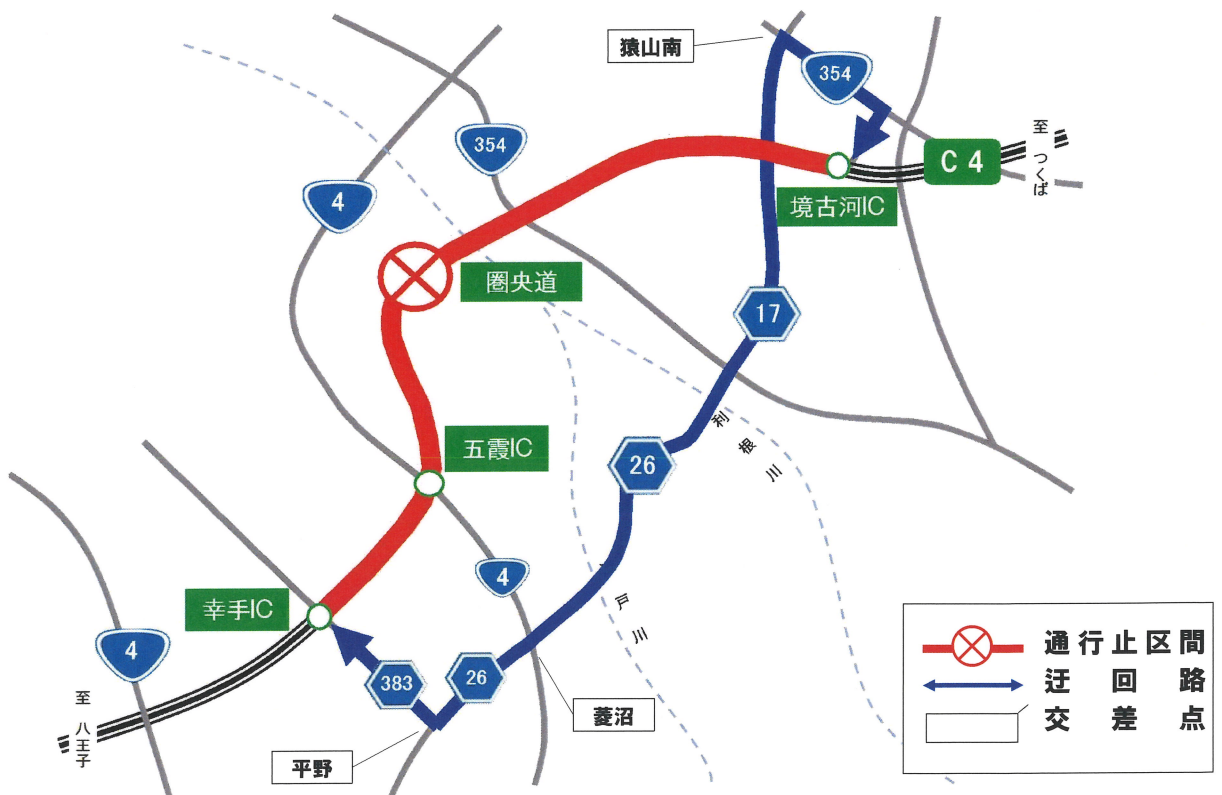 猿山南
354
354
至 つくば
C4
4
境古河IC
圏央道
17
利根川
五霞IC
26
4
幸手IC
戸川
4
383
26
菱沼
至 八王子
平野
通行止区間
迂回路
交差点